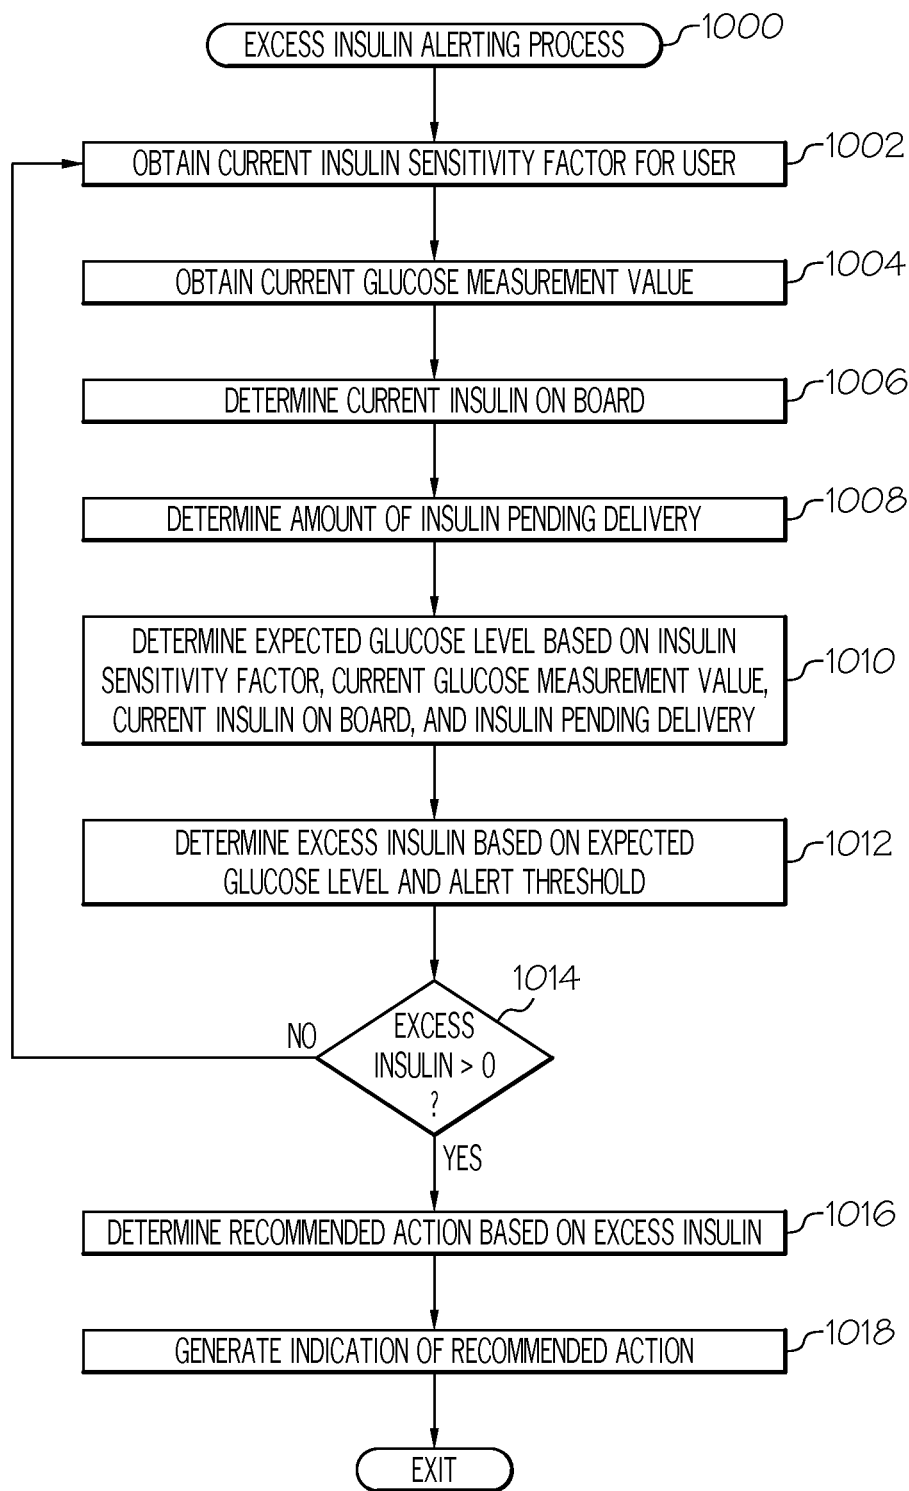 EXCESS INSULIN ALERTING PROCESS
1000
OBTAIN CURRENT INSULIN SENSITIVITY FACTOR FOR USER
1002
OBTAIN CURRENT GLUCOSE MEASUREMENT VALUE
1004
DETERMINE CURRENT INSULIN ON BOARD
1006
DETERMINE AMOUNT OF INSULIN PENDING DELIVERY
1008
DETERMINE EXPECTED GLUCOSE LEVEL BASED ON INSULIN
SENSITIVITY FACTOR, CURRENT GLUCOSE MEASUREMENT VALUE,
CURRENT INSULIN ON BOARD, AND INSULIN PENDING DELIVERY
1010
DETERMINE EXCESS INSULIN BASED ON EXPECTED
GLUCOSE LEVEL AND ALERT THRESHOLD
1012
1014
EXCESS
INSULIN > 0
?
NO
YES
DETERMINE RECOMMENDED ACTION BASED ON EXCESS INSULIN
1016
GENERATE INDICATION OF RECOMMENDED ACTION
1018
EXIT